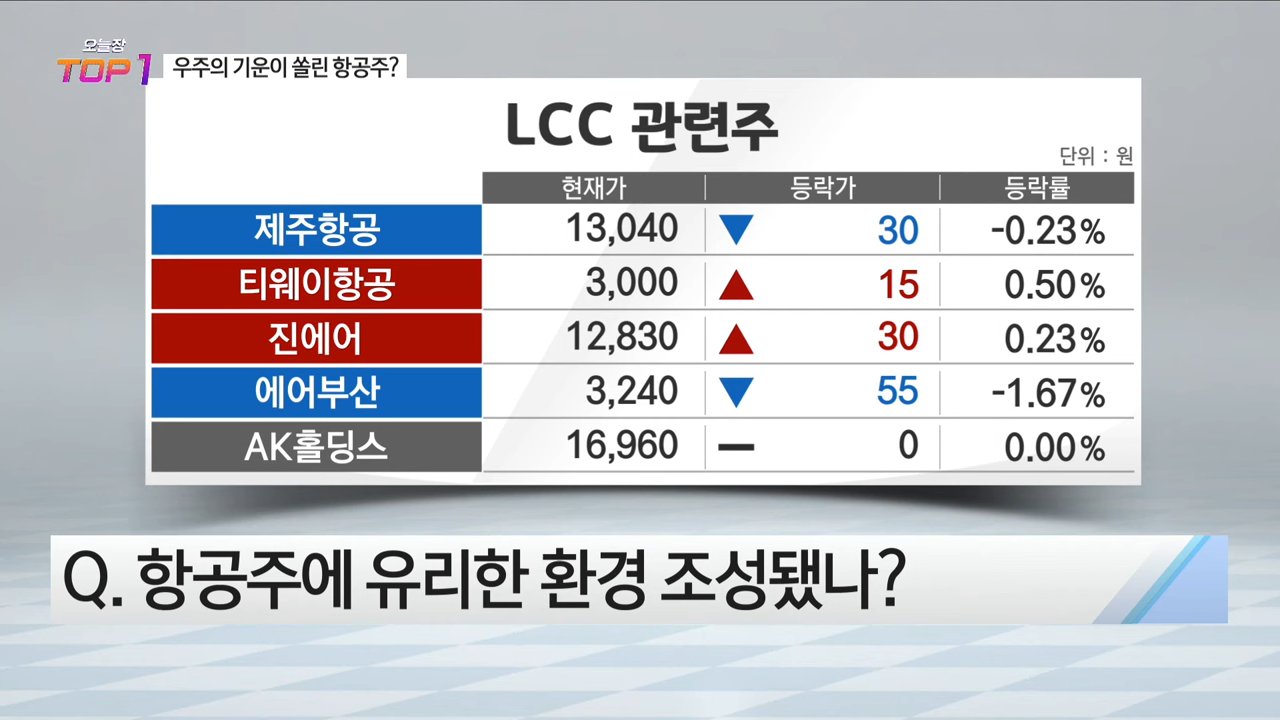 오늘장
TOP 1
우주의 기운이 쏠린 항공주?
LCC 관련주
단위 : 원
현재가 등락가 등락률
제주항공 13,040 ▼ 30 -0.23%
티웨이항공 3,000 ▲ 15 0.50%
진에어 12,830 ▲ 30 0.23%
에어부산 3,240 ▼ 55 -1.67%
AK홀딩스 16,960 ― 0 0.00%
Q. 항공주에 유리한 환경 조성됐나?